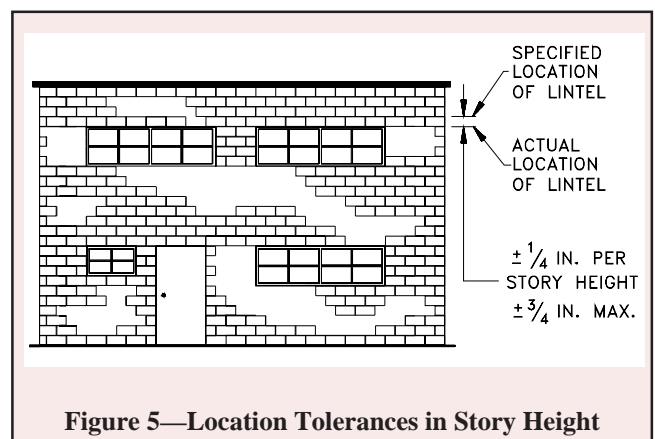 SPECIFIED
LOCATION
OF LINTEL
ACTUAL
LOCATION
OF LINTEL
± 1/4 IN. PER
STORY HEIGHT
± 3/4 IN. MAX.
Figure 5—Location Tolerances in Story Height